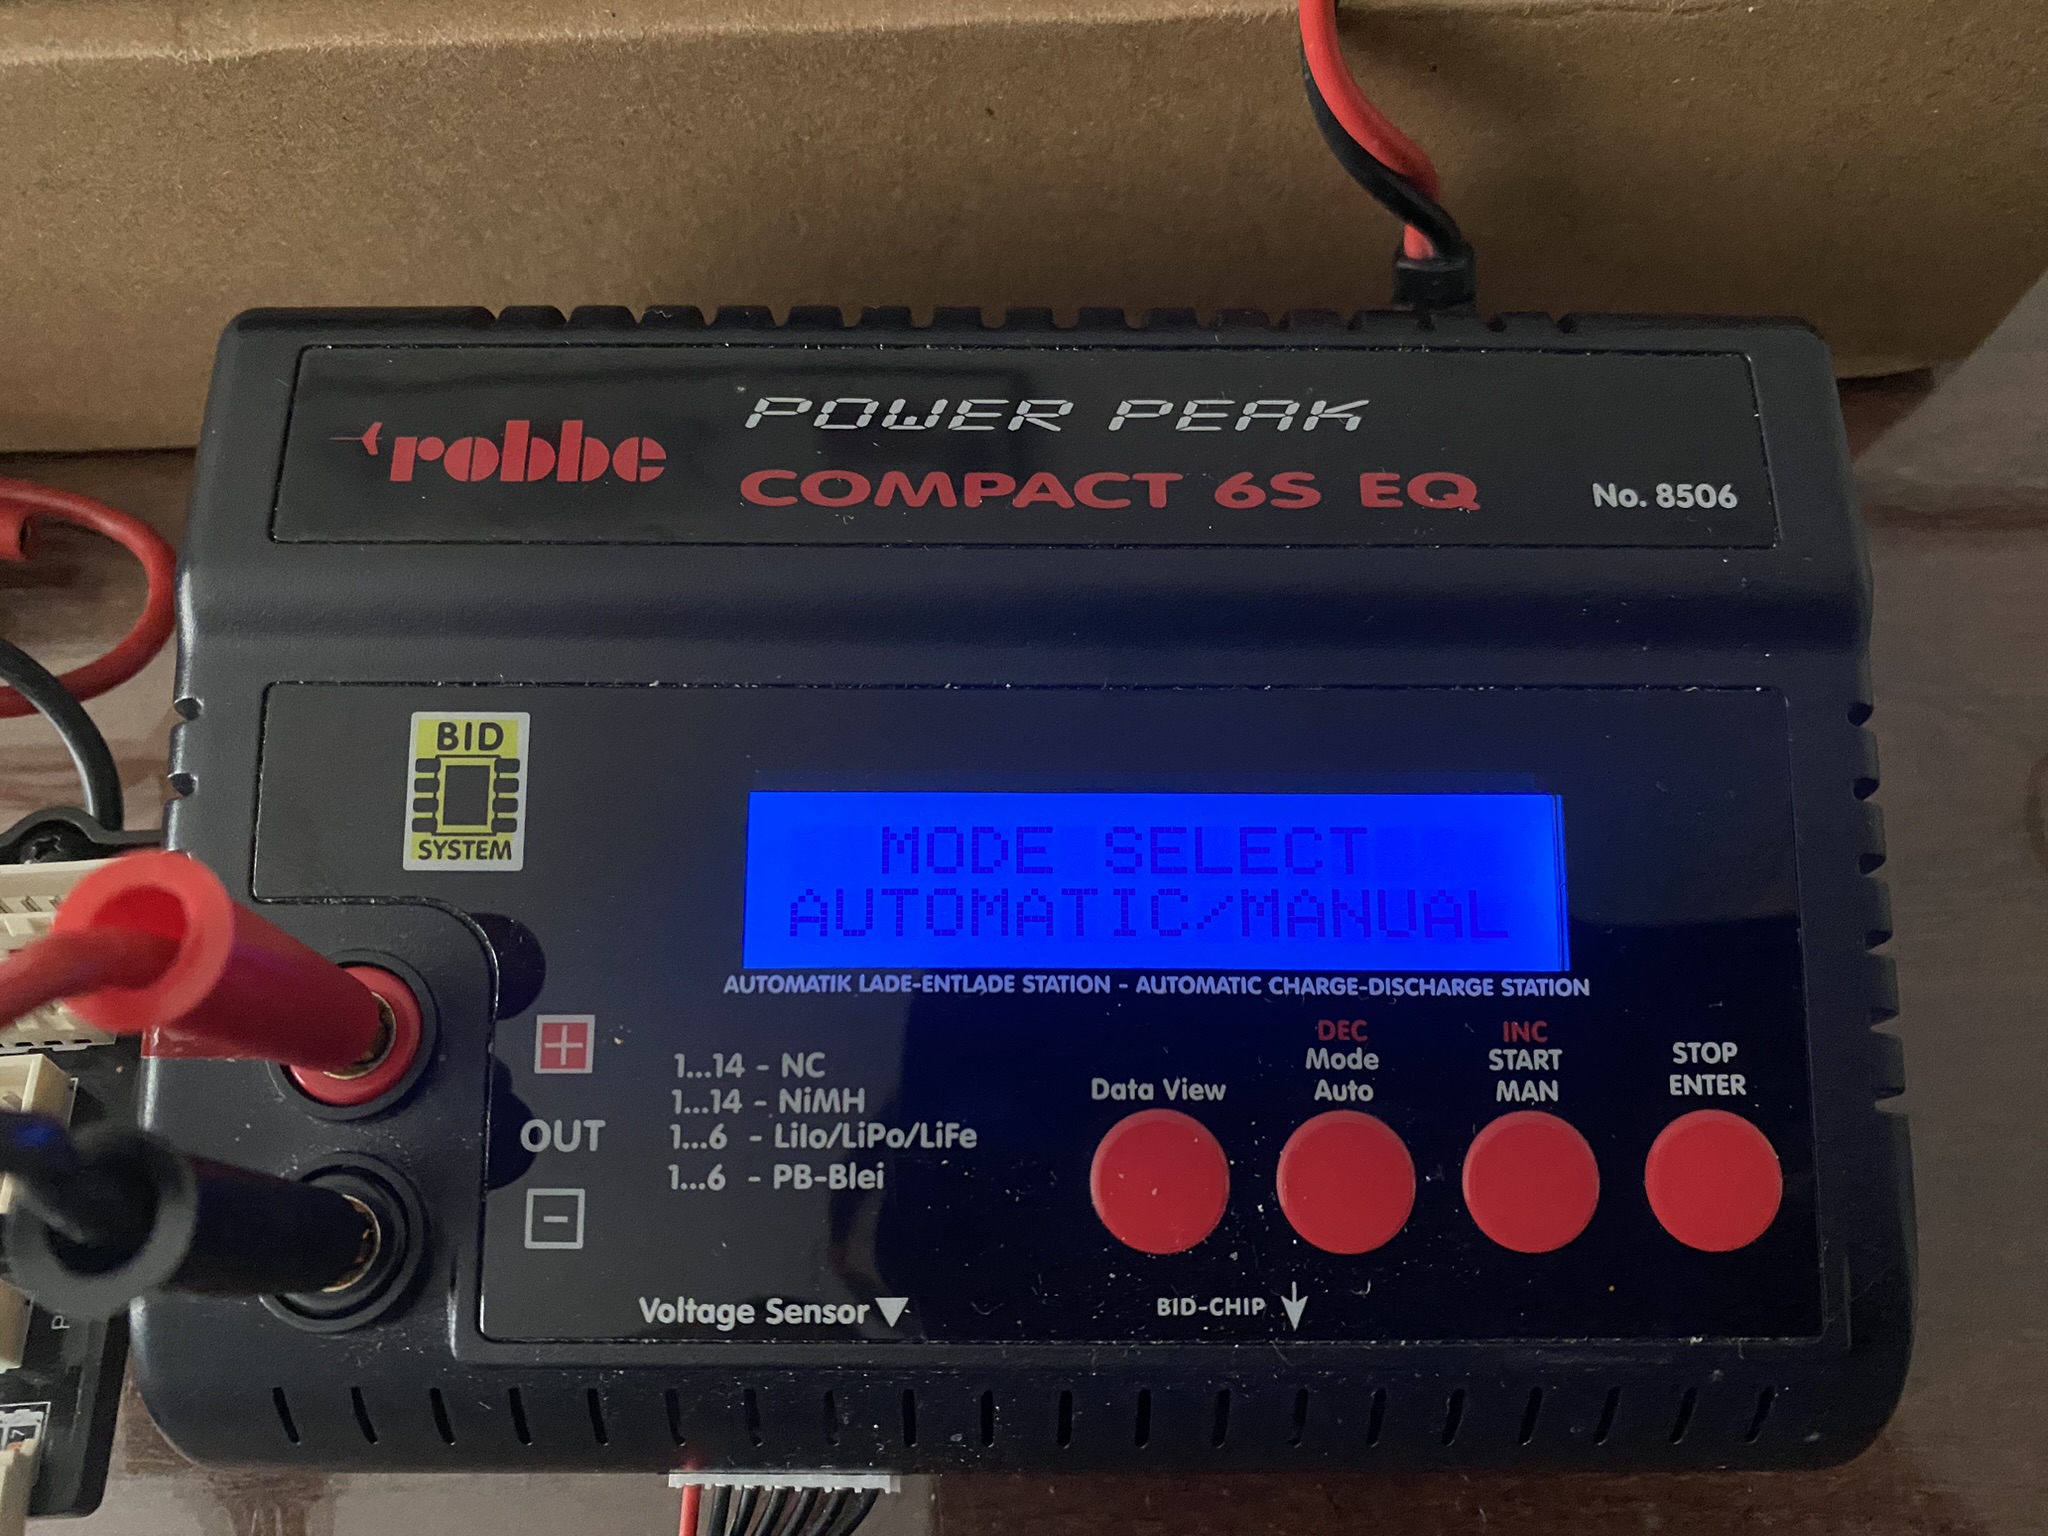 robbe
POWER PEAK
COMPACT 6S EQ
No. 8506
BID
SYSTEM
MODE SELECT
AUTOMATIC/MANUAL
AUTOMATIK LADE-ENTLADE STATION - AUTOMATIC CHARGE-DISCHARGE STATION
+
OUT
-
1...14 - NC
1...14 - NiMH
1...6 - LiIo/LiPo/LiFe
1...6 - PB-Blei
Data View
DEC
Mode
Auto
INC
START
MAN
STOP
ENTER
Voltage Sensor
BID-CHIP